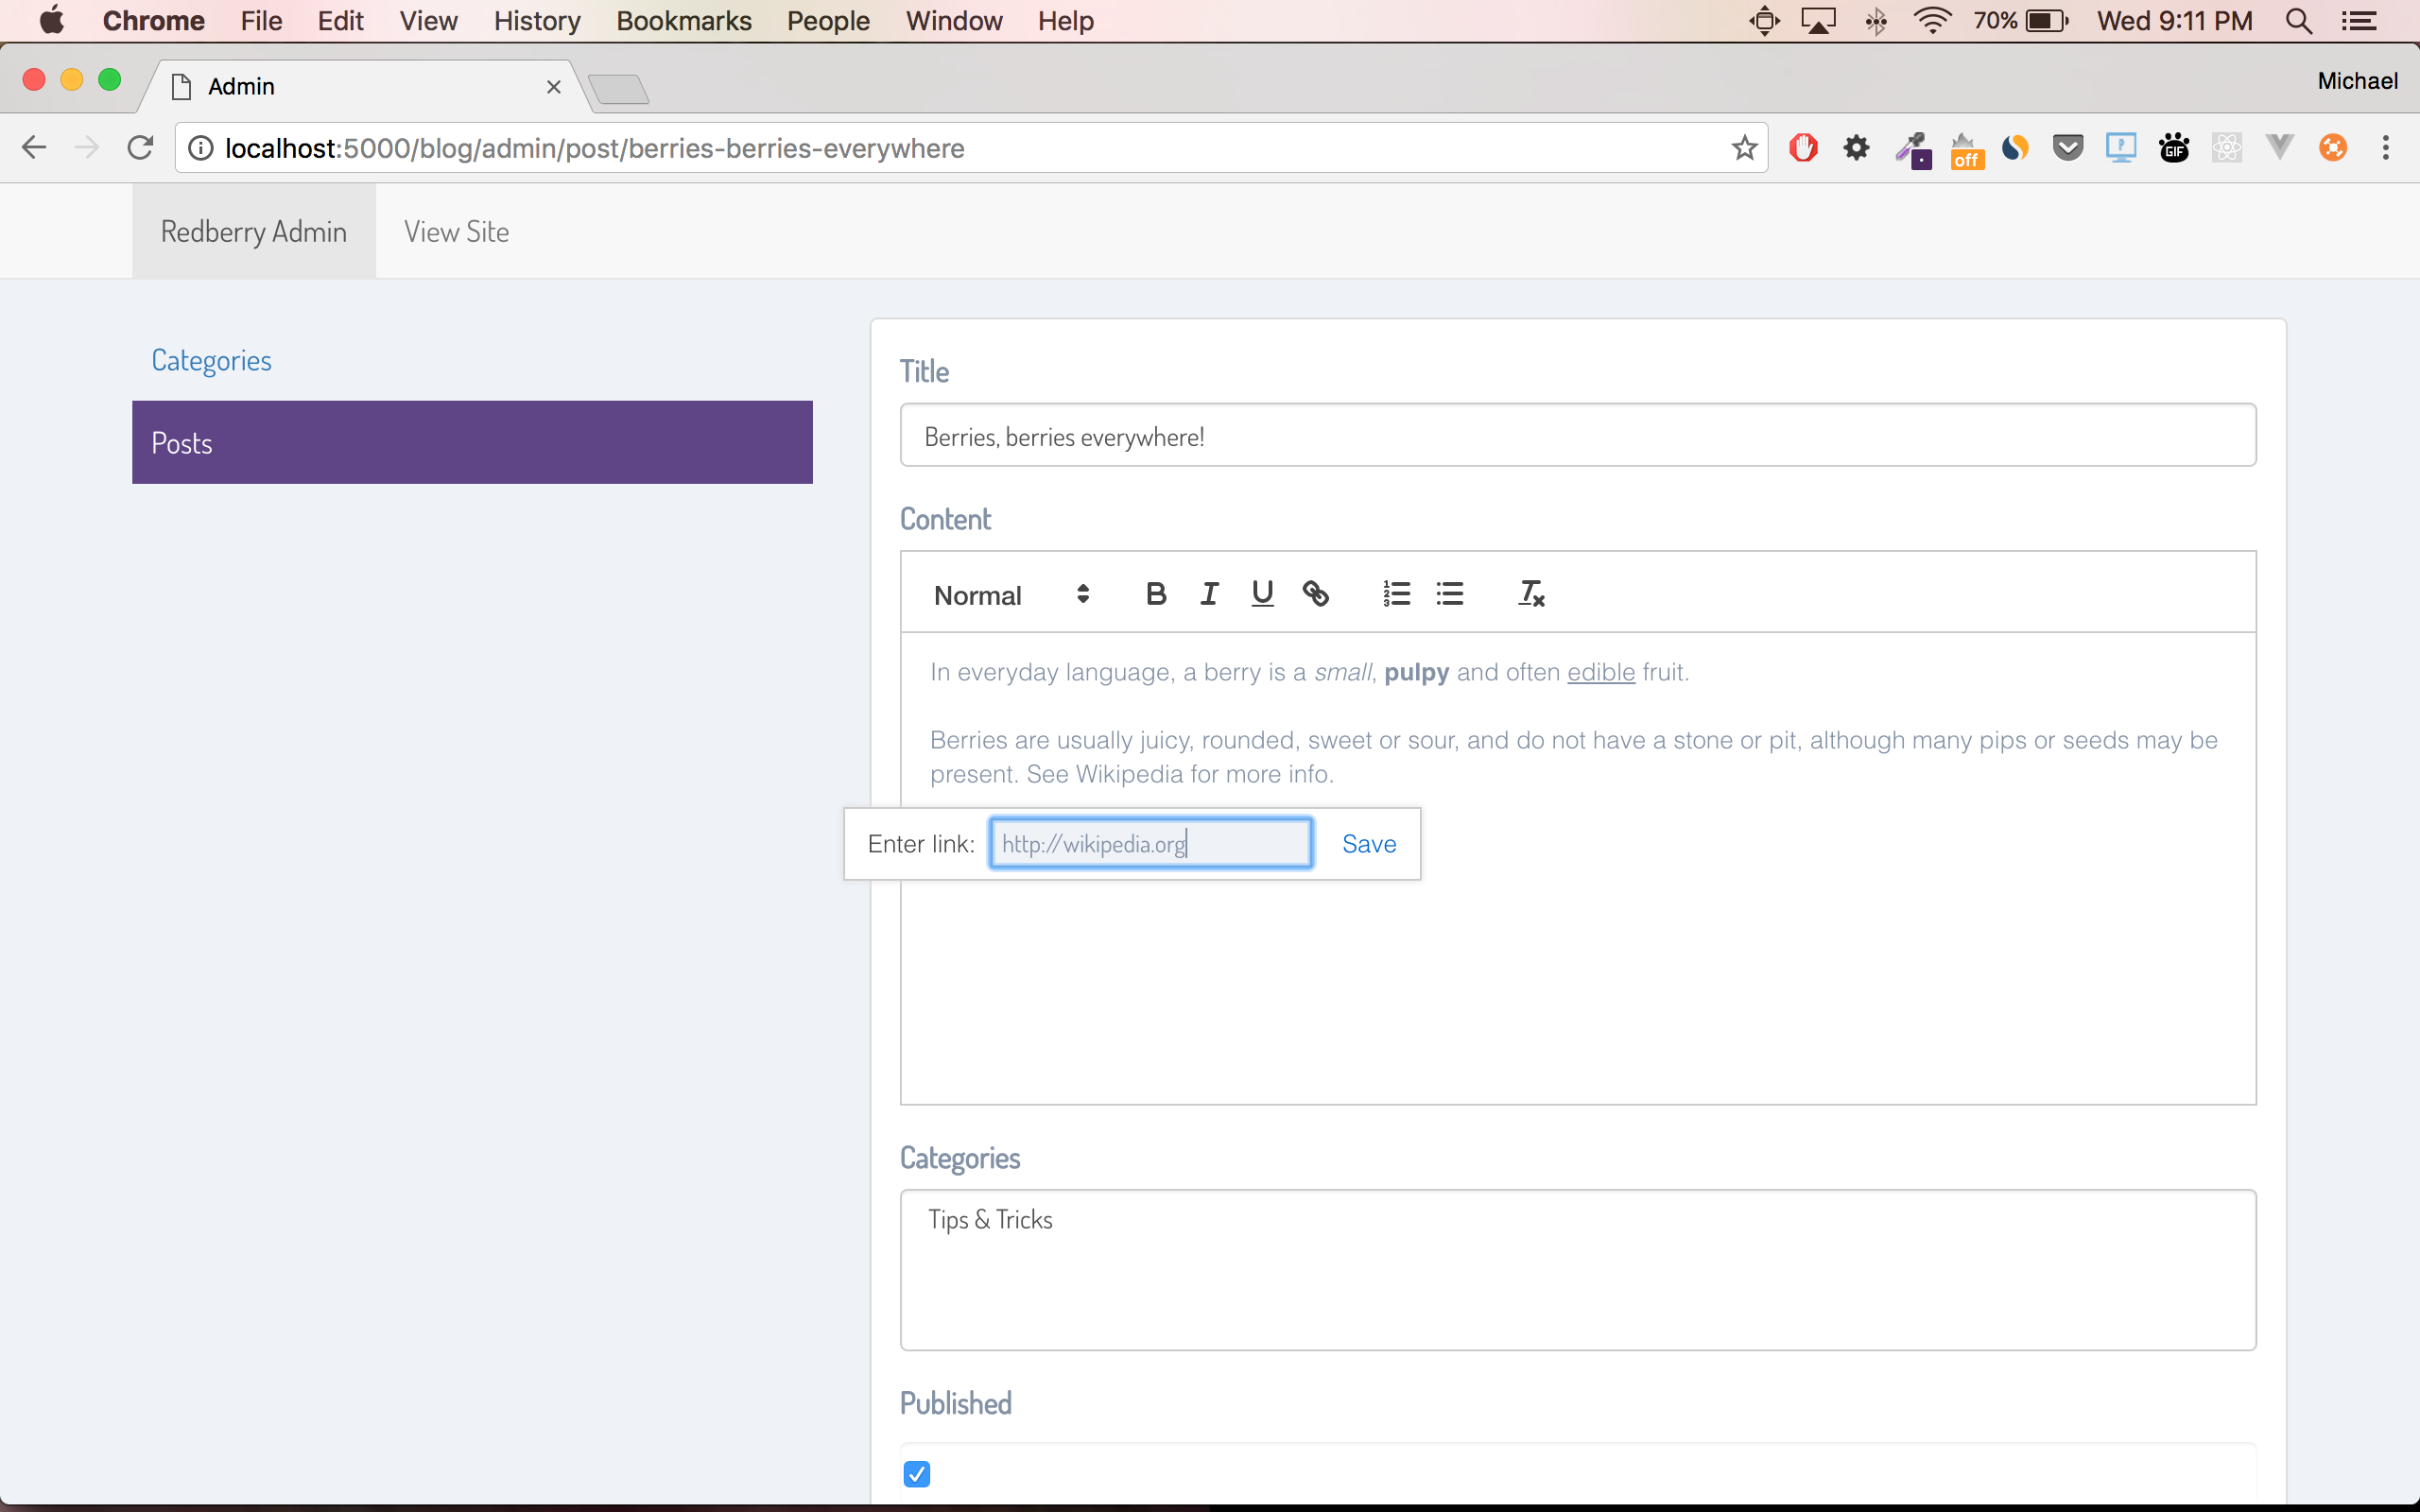 Chrome File Edit View History Bookmarks People Window Help 70% Wed 9:11 PM
Admin Michael
localhost:5000/blog/admin/post/berries-berries-everywhere off P GIF
Redberry Admin View Site
Categories
Posts
Title
Berries, berries everywhere!
Content
Normal B I U
In everyday language, a berry is a small, pulpy and often edible fruit.
Berries are usually juicy, rounded, sweet or sour, and do not have a stone or pit, although many pips or seeds may be
present. See Wikipedia for more info.
Enter link: http://wikipedia.org Save
Categories
Tips & Tricks
Published